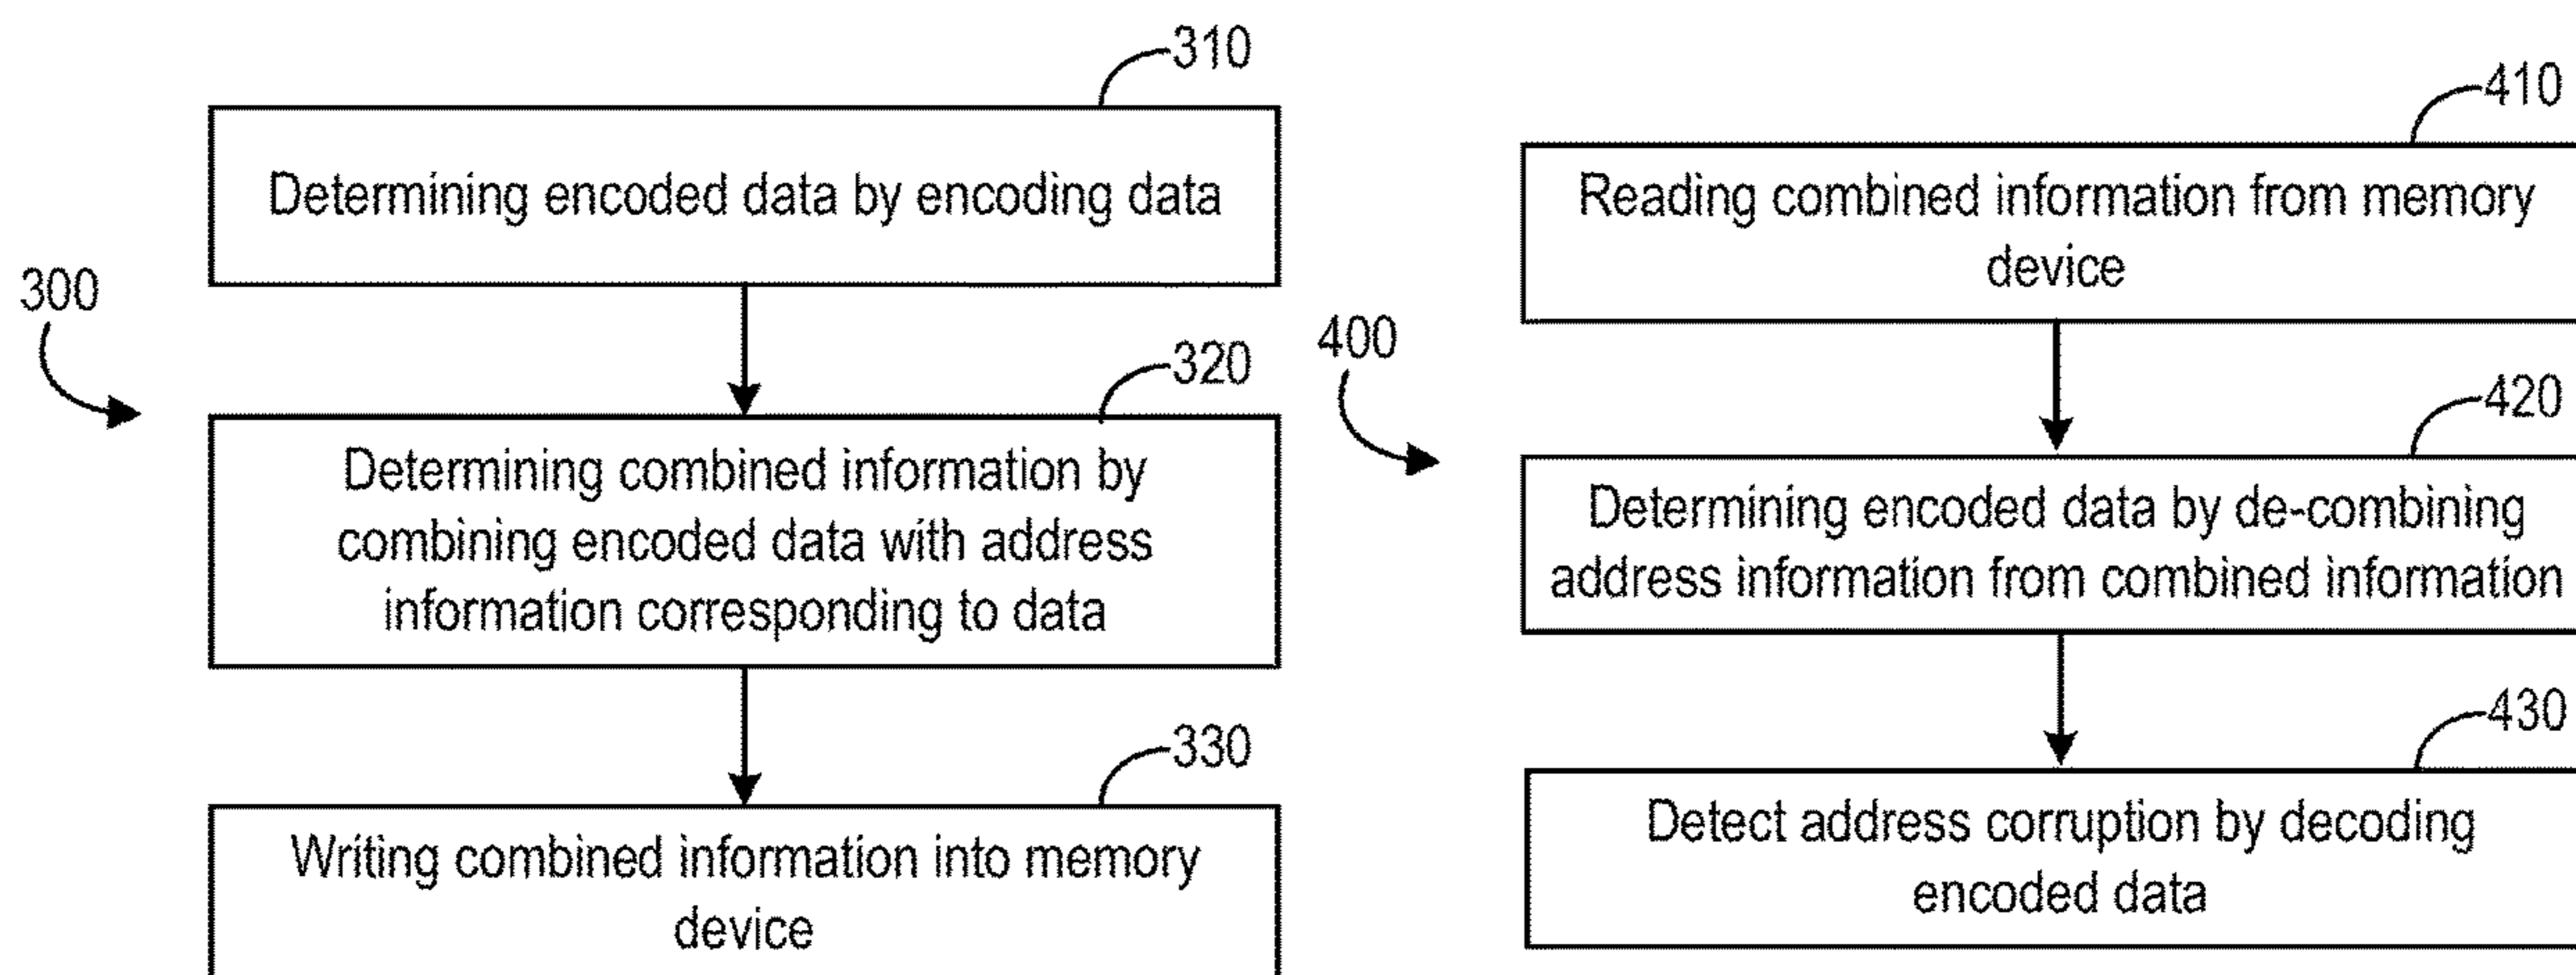 310
Determining encoded data by encoding data
300
320
Determining combined information by
combining encoded data with address
information corresponding to data
330
Writing combined information into memory
device
410
Reading combined information from memory
device
400
420
Determining encoded data by de-combining
address information from combined information
430
Detect address corruption by decoding
encoded data